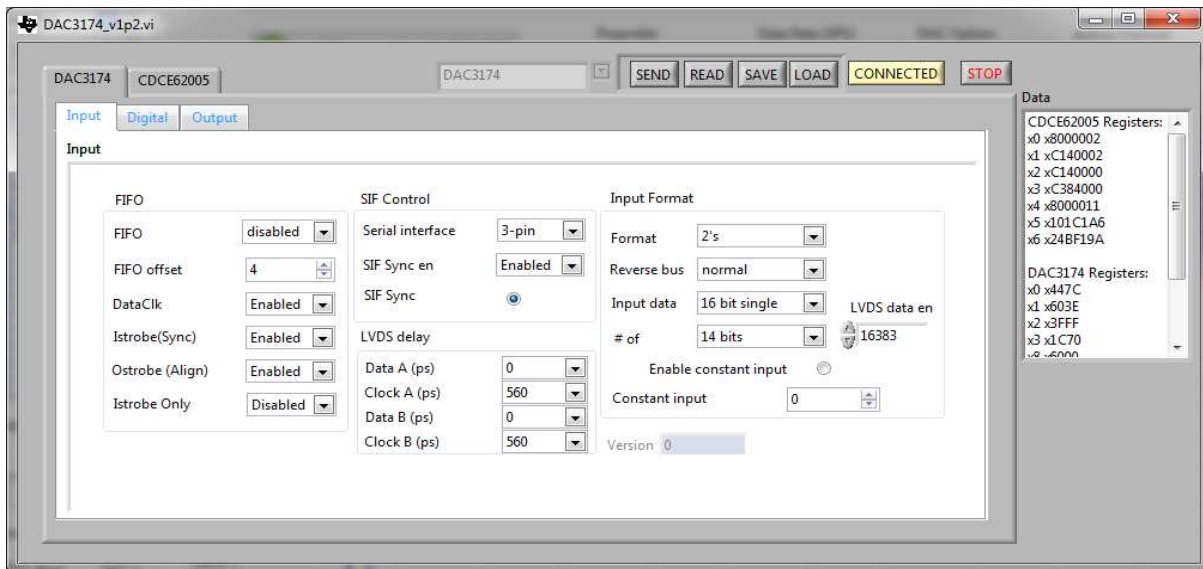 DAC3174_v1p2.vi
DAC3174 CDCE62005 DAC3174 SEND READ SAVE LOAD CONNECTED STOP
Input Digital Output
Input
FIFO
FIFO disabled
FIFO offset 4
DataClk Enabled
Istrobe(Sync) Enabled
Ostrobe (Align) Enabled
Istrobe Only Disabled
SIF Control
Serial interface 3-pin
SIF Sync en Enabled
SIF Sync
LVDS delay
Data A (ps) 0
Clock A (ps) 560
Data B (ps) 0
Clock B (ps) 560
Input Format
Format 2's
Reverse bus normal
Input data 16 bit single
# of 14 bits
LVDS data en
16383
Enable constant input
Constant input 0
Version 0
Data
CDCE62005 Registers:
x0 x8000002
x1 xC140002
x2 xC140000
x3 xC384000
x4 x8000011
x5 x101C1A6
x6 x24BF19A
DAC3174 Registers:
x0 x447C
x1 x603E
x2 x3FFF
x3 x1C70